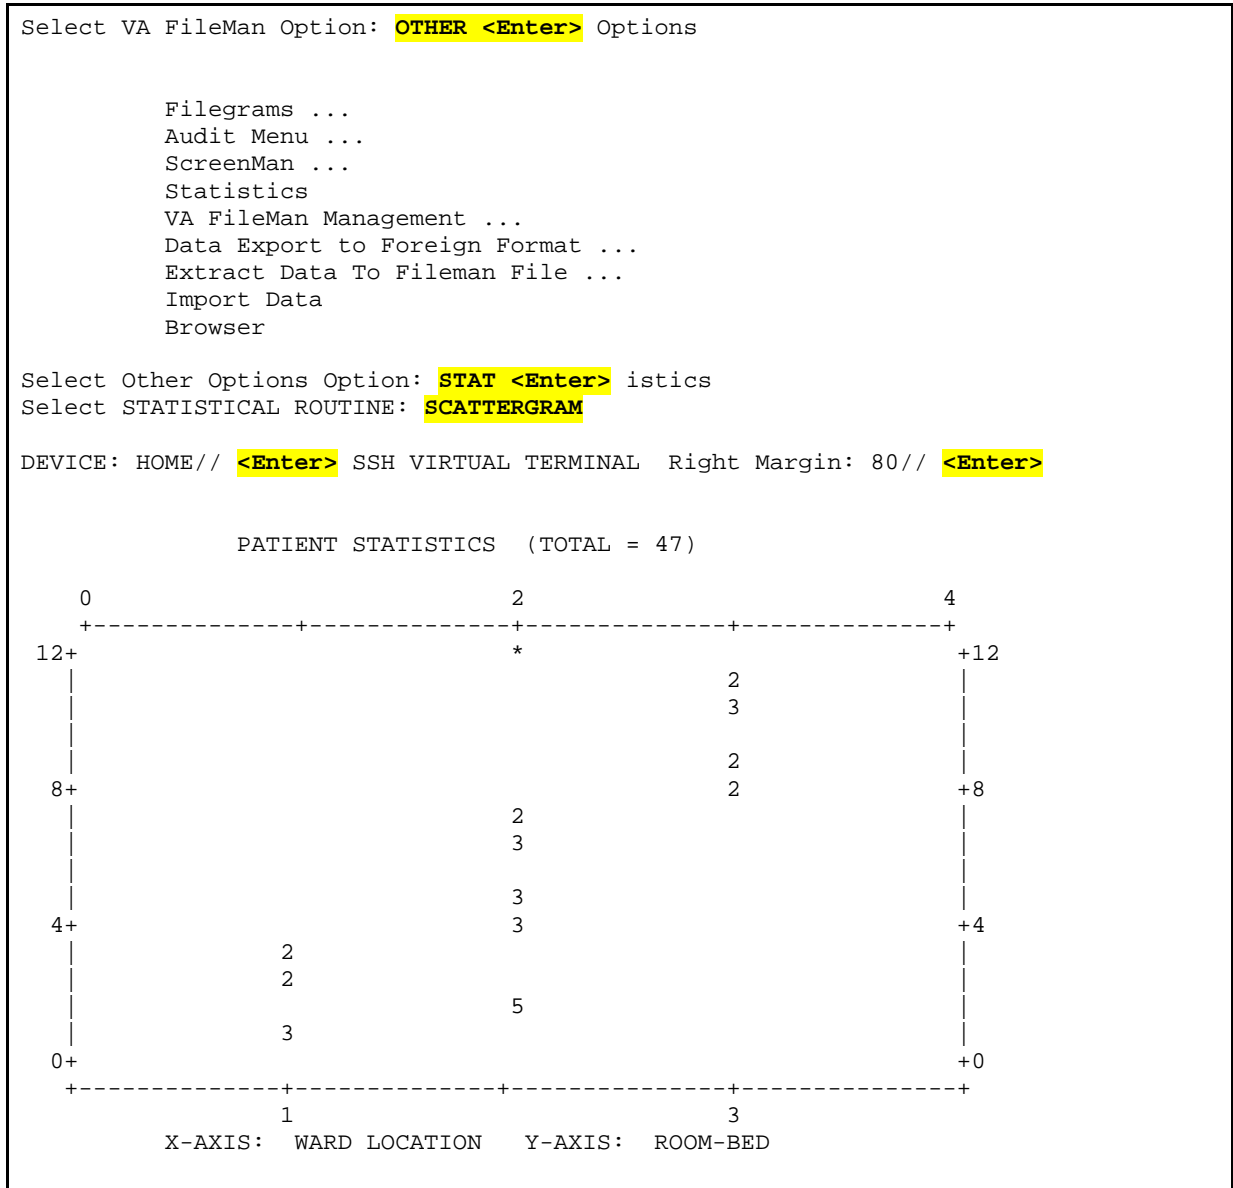 Select VA FileMan Option: OTHER <Enter> Options
Filegrams ...
Audit Menu ...
ScreenMan ...
Statistics
VA FileMan Management ...
Data Export to Foreign Format ...
Extract Data To Fileman File ...
Import Data
Browser
Select Other Options Option: STAT <Enter> istics
Select STATISTICAL ROUTINE: SCATTERGRAM
DEVICE: HOME// <Enter> SSH VIRTUAL TERMINAL  Right Margin: 80// <Enter>
PATIENT STATISTICS  (TOTAL = 47)
0                             2                             4
+--------------+--------------+--------------+--------------+
12+                              *                              +12
|                                             2               |
|                                             3               |
|                                                             |
|                                             2               |
8+                                             2               +8
|                              2                              |
|                              3                              |
|                                                             |
|                              3                              |
4+                              3                              +4
|              2                                              |
|              2                                              |
|                              5                              |
|              3                                              |
0+                                                             +0
+--------------+--------------+---------------+---------------+
1                              3
X-AXIS:  WARD LOCATION   Y-AXIS:  ROOM-BED